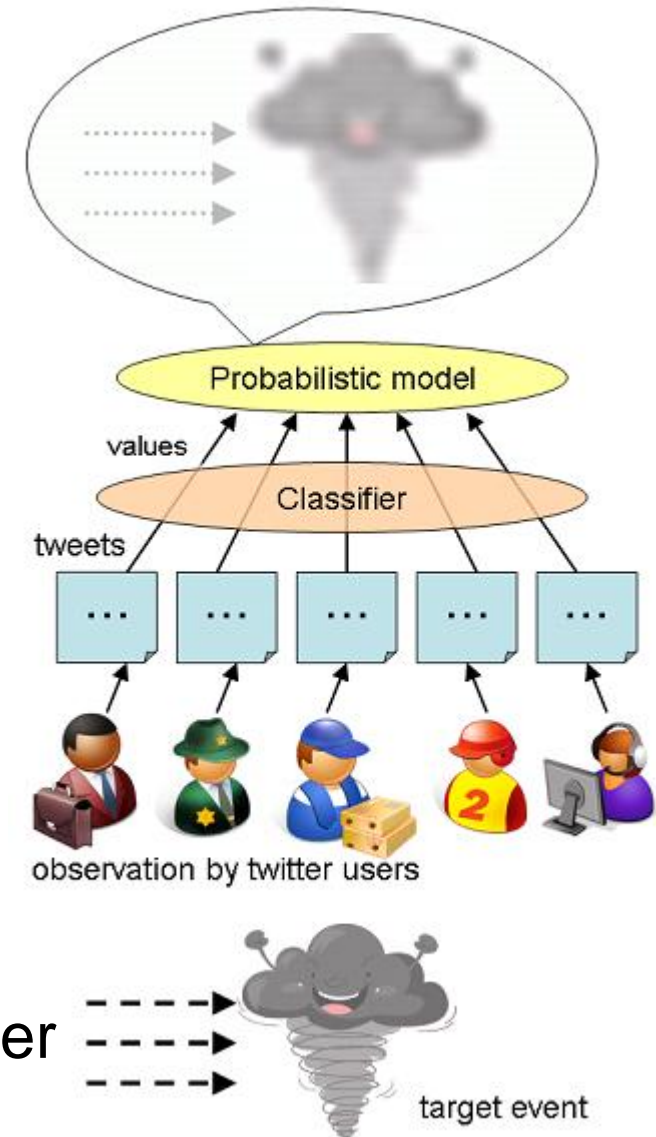 Probabilistic model
values
Classifier
tweets
... ... ... ... ...
2
observation by twitter users
er
target event